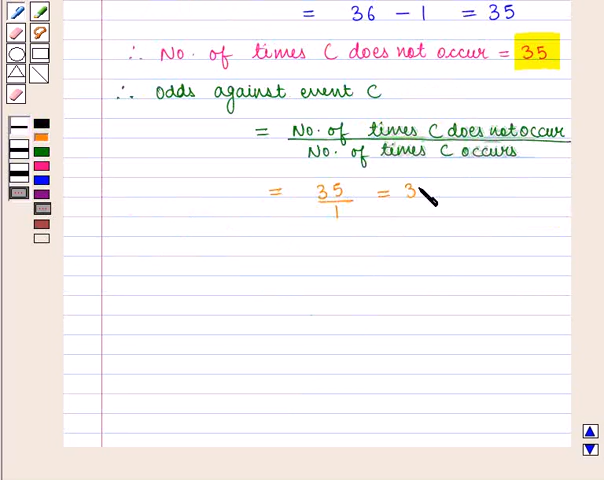 = 36 - 1 = 35
∴ No. of times C does not occur = 35
∴ Odds against event C
= No. of times C does not occur
No. of times C occurs
= 35/1 = 3